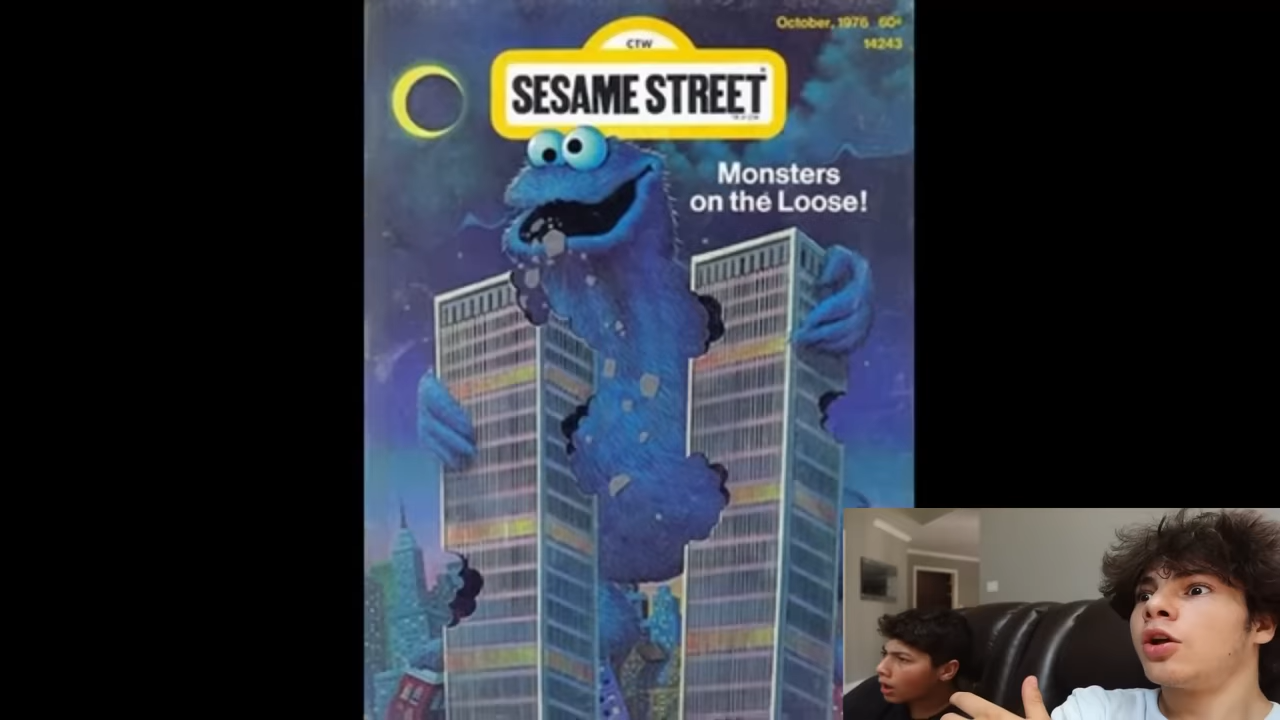 October, 1976 60¢
14243
CTW
SESAME STREET
Monsters
on the Loose!